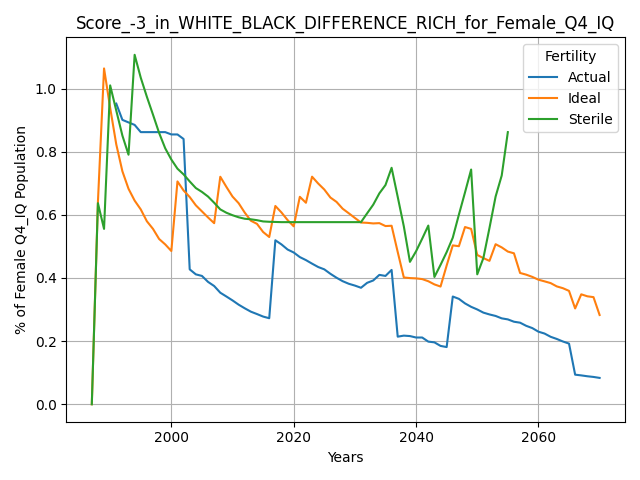 Score_-3_in_WHITE_BLACK_DIFFERENCE_RICH_for_Female_Q4_IQ
Fertility
Actual
Ideal
Sterile
% of Female Q4_IQ Population
1.0
0.8
0.6
0.4
0.2
0.0
2000 2020 2040 2060
Years